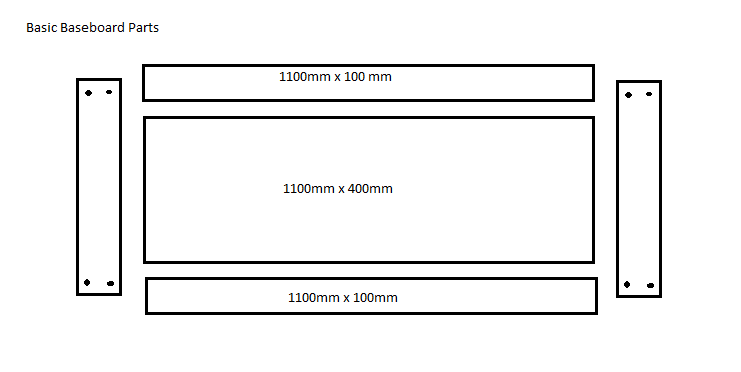 Basic Baseboard Parts
1100mm x 100 mm
1100mm x 400mm
1100mm x 100mm